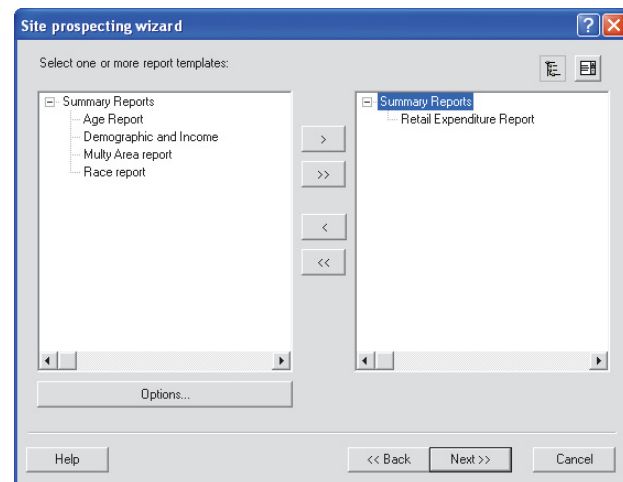 Site prospecting wizard
Select one or more report templates:
Summary Reports
Age Report
Demographic and Income
Multy Area report
Race report
>
>>
<
<<
Summary Reports
Retail Expenditure Report
Options...
Help
<< Back
Next >>
Cancel